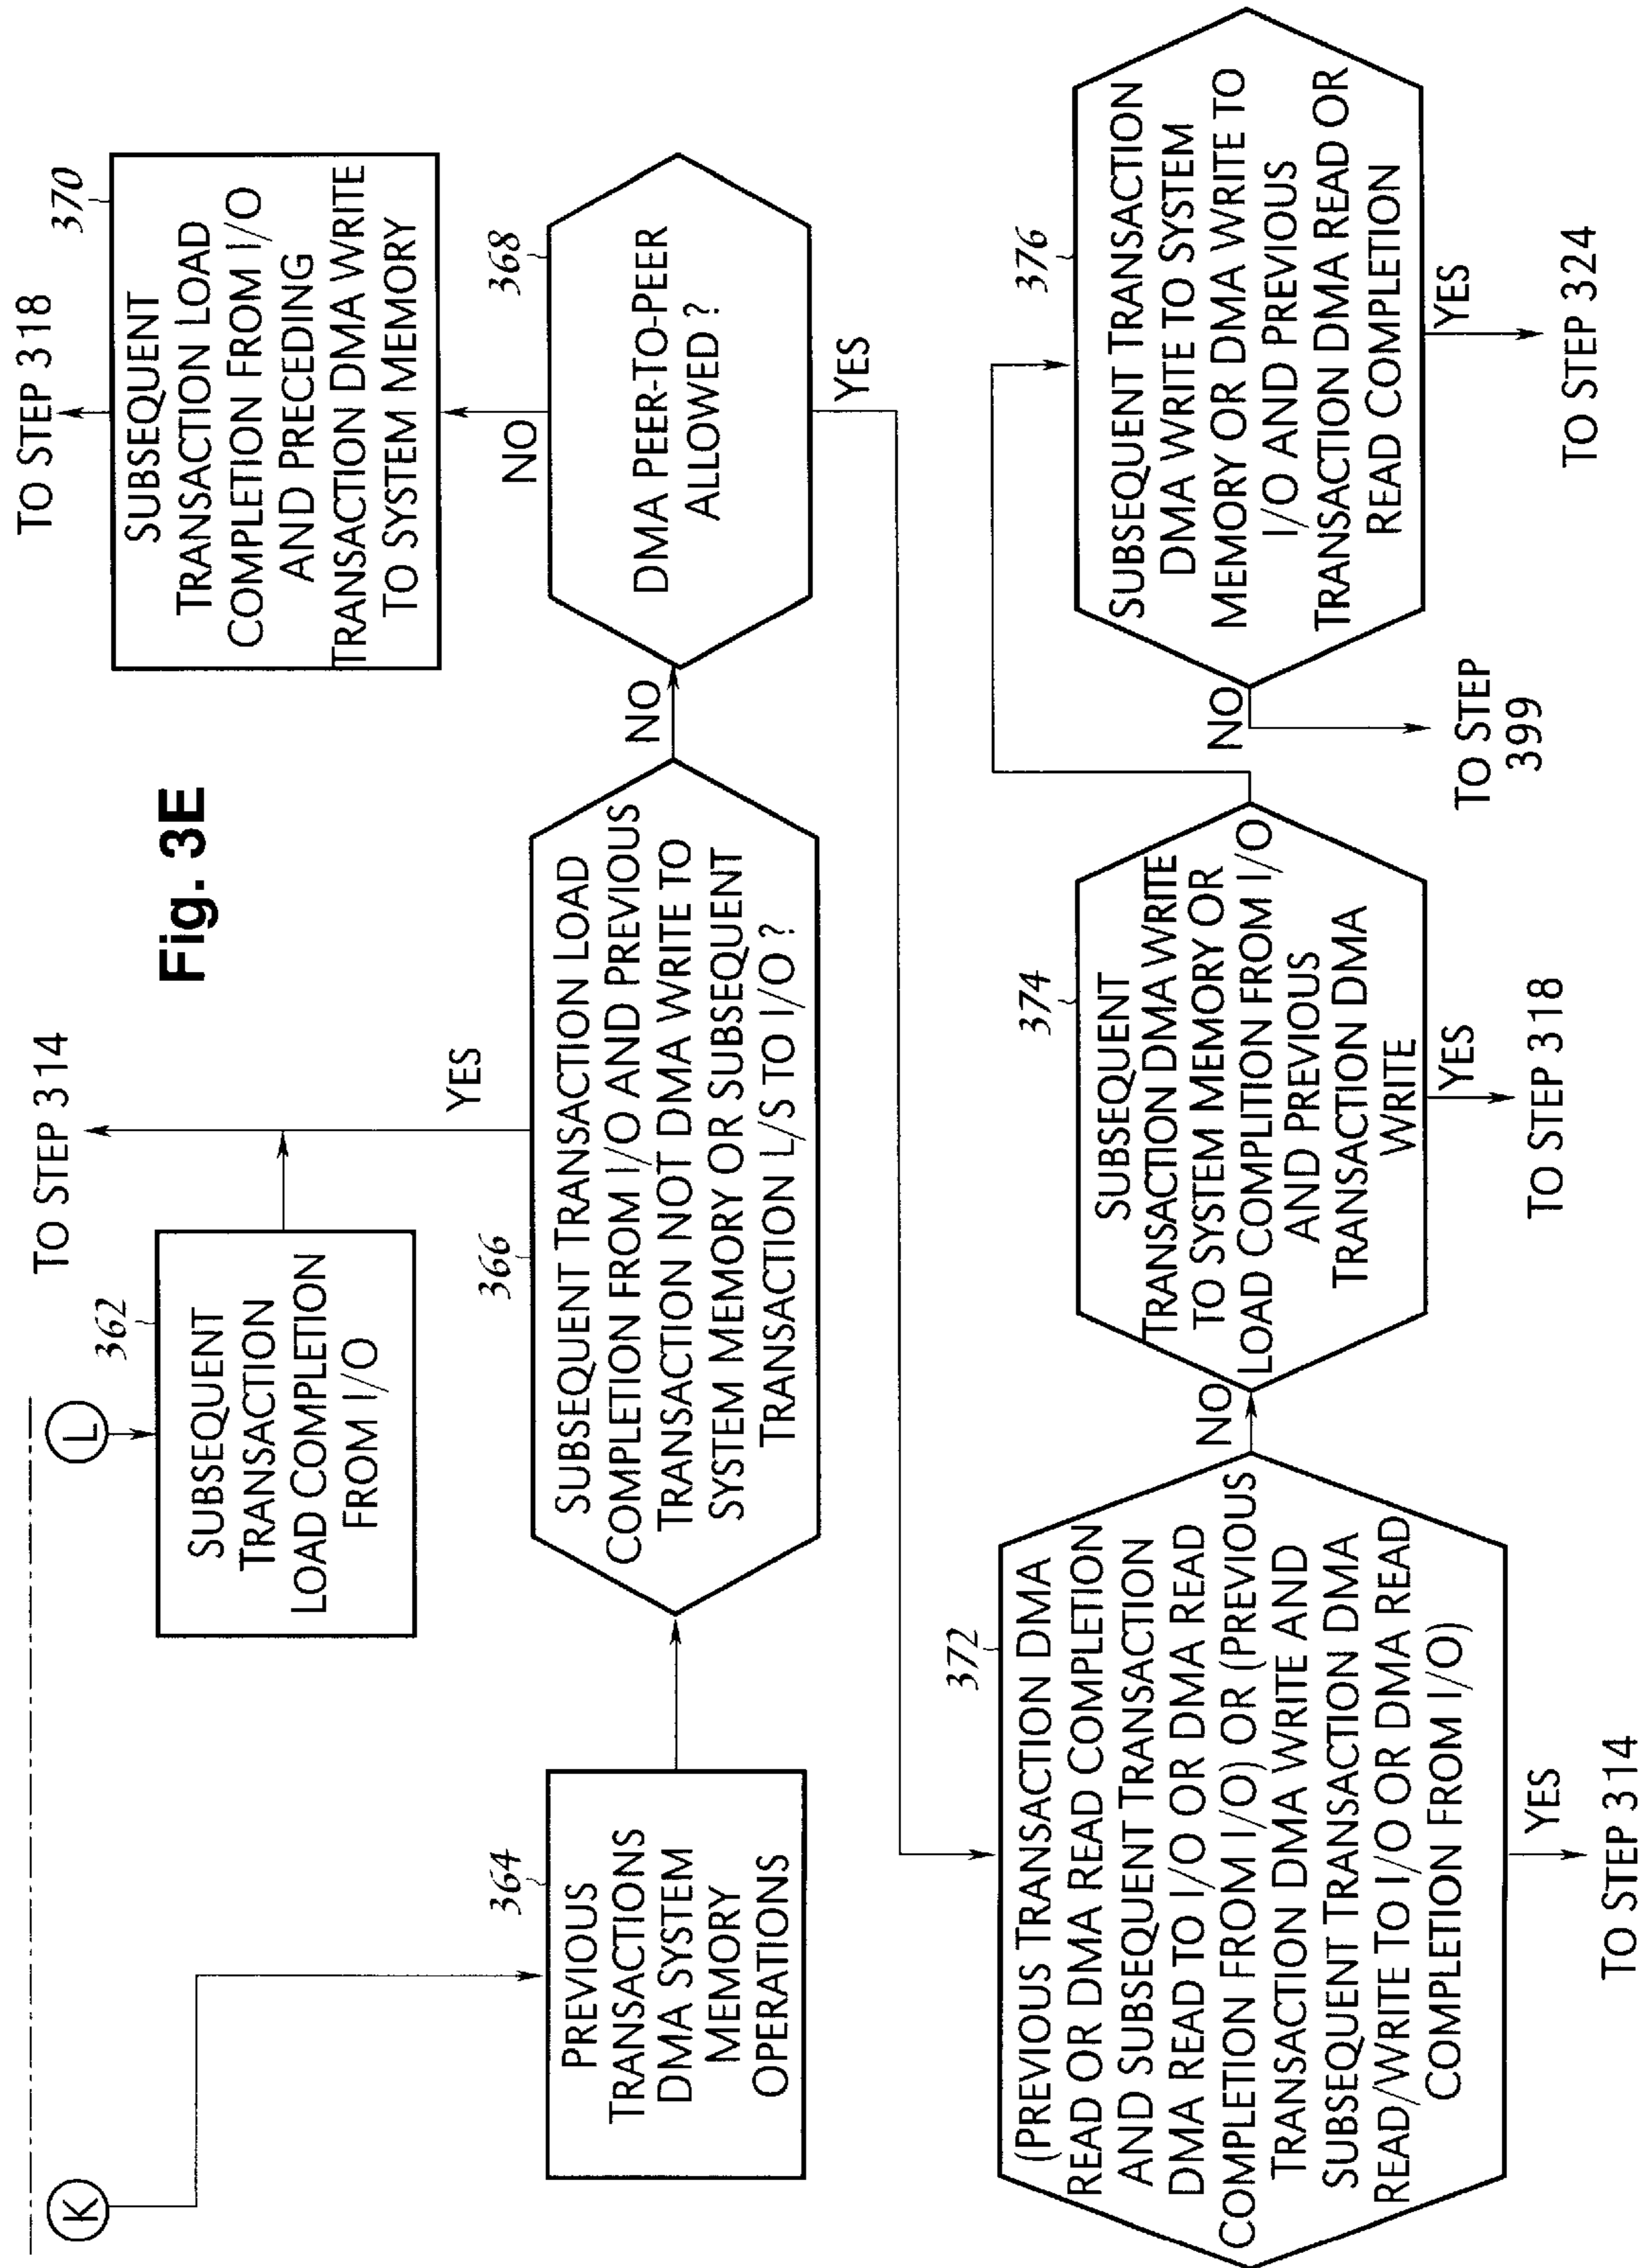 Fig. 3E
K
L
TO STEP 314
TO STEP 318
362
SUBSEQUENT
TRANSACTION
LOAD COMPLETION
FROM I/O
370
SUBSEQUENT
TRANSACTION LOAD
COMPLETION FROM I/O
AND PRECEDING
TRANSACTION DMA WRITE
TO SYSTEM MEMORY
364
PREVIOUS
TRANSACTIONS
DMA SYSTEM
MEMORY
OPERATIONS
366
YES
SUBSEQUENT TRANSACTION LOAD
COMPLETION FROM I/O AND PREVIOUS
TRANSACTION NOT DMA WRITE TO
SYSTEM MEMORY OR SUBSEQUENT
TRANSACTION L/S TO I/O ?
NO
NO
368
DMA PEER-TO-PEER
ALLOWED ?
YES
372
(PREVIOUS TRANSACTION DMA
READ OR DMA READ COMPLETION
AND SUBSEQUENT TRANSACTION
DMA READ TO I/O OR DMA READ
COMPLETION FROM I/O) OR (PREVIOUS
TRANSACTION DMA WRITE AND
SUBSEQUENT TRANSACTION DMA
READ/WRITE TO I/O OR DMA READ
COMPLETION FROM I/O)
YES
TO STEP 314
NO
374
SUBSEQUENT
TRANSACTION DMA WRITE
TO SYSTEM MEMORY OR
LOAD COMPLITION FROM I/O
AND PREVIOUS
TRANSACTION DMA
WRITE
YES
TO STEP 318
376
SUBSEQUENT TRANSACTION
DMA WRITE TO SYSTEM
MEMORY OR DMA WRITE TO
I/O AND PREVIOUS
TRANSACTION DMA READ OR
READ COMPLETION
NO
TO STEP
399
YES
TO STEP 324